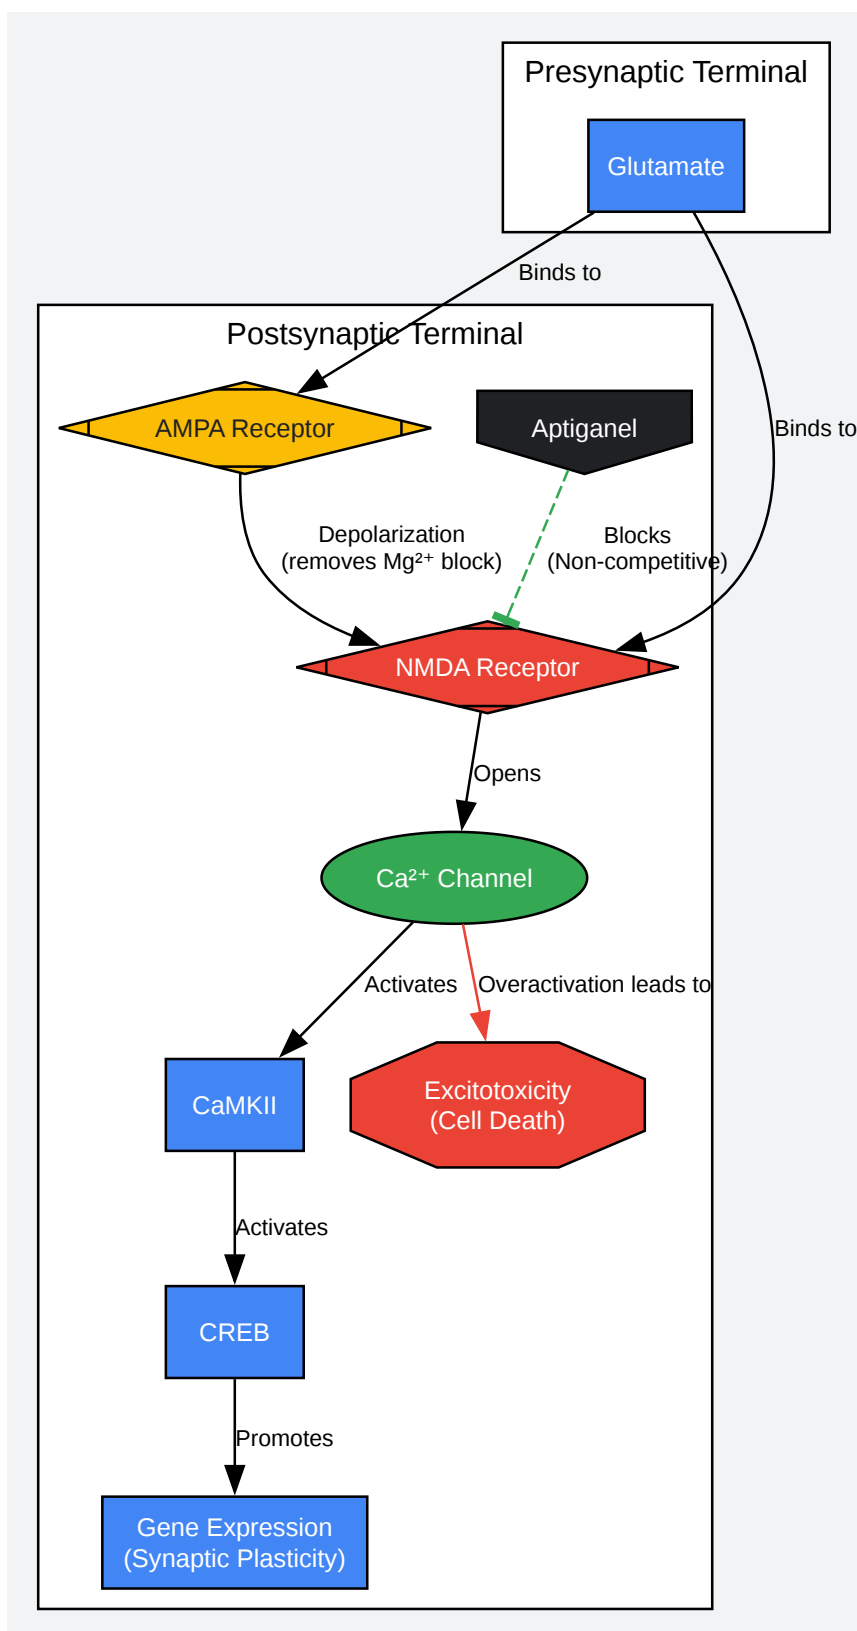 Presynaptic Terminal
Glutamate
Binds to
Postsynaptic Terminal
AMPA Receptor
Aptiganel
Binds to
Depolarization
(removes Mg²⁺ block)
Blocks
(Non-competitive)
NMDA Receptor
Opens
Ca²⁺ Channel
Activates
Overactivation leads to
CaMKII
Excitotoxicity
(Cell Death)
Activates
CREB
Promotes
Gene Expression
(Synaptic Plasticity)